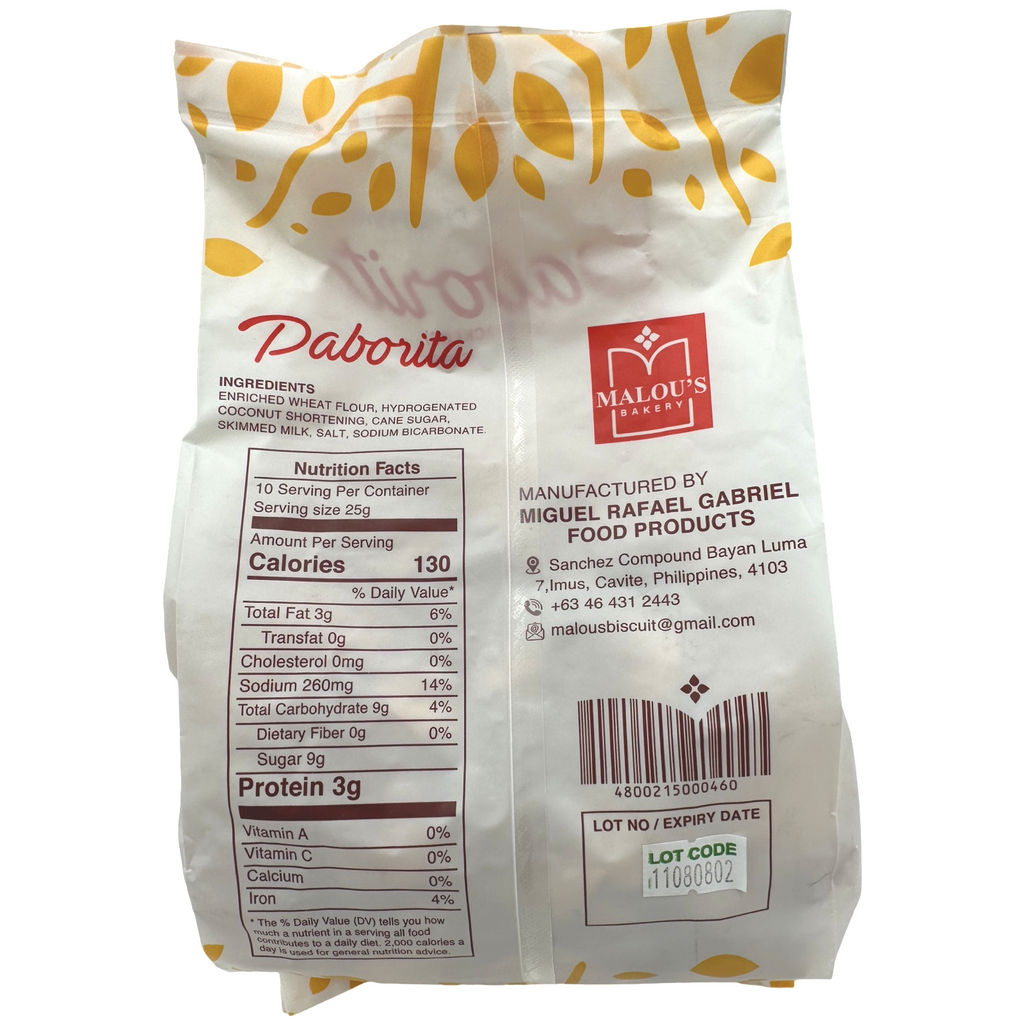 Paborita
INGREDIENTS
ENRICHED WHEAT FLOUR, HYDROGENATED
COCONUT SHORTENING, CANE SUGAR,
SKIMMED MILK, SALT, SODIUM BICARBONATE.
Nutrition Facts
10 Serving Per Container
Serving size 25g
Amount Per Serving
Calories 130
% Daily Value*
Total Fat 3g 6%
Transfat 0g 0%
Cholesterol 0mg 0%
Sodium 260mg 14%
Total Carbohydrate 9g 4%
Dietary Fiber 0g 0%
Sugar 9g
Protein 3g
Vitamin A 0%
Vitamin C 0%
Calcium 0%
Iron 4%
* The % Daily Value (DV) tells you how
much a nutrient in a serving all food
contributes to a daily diet. 2,000 calories a
day is used for general nutrition advice.
MALOU'S
BAKERY
MANUFACTURED BY
MIGUEL RAFAEL GABRIEL
FOOD PRODUCTS
Sanchez Compound Bayan Luma
7,Imus, Cavite, Philippines, 4103
+63 46 431 2443
malousbiscuit@gmail.com
4800215000460
LOT NO / EXPIRY DATE
LOT CODE
11080802